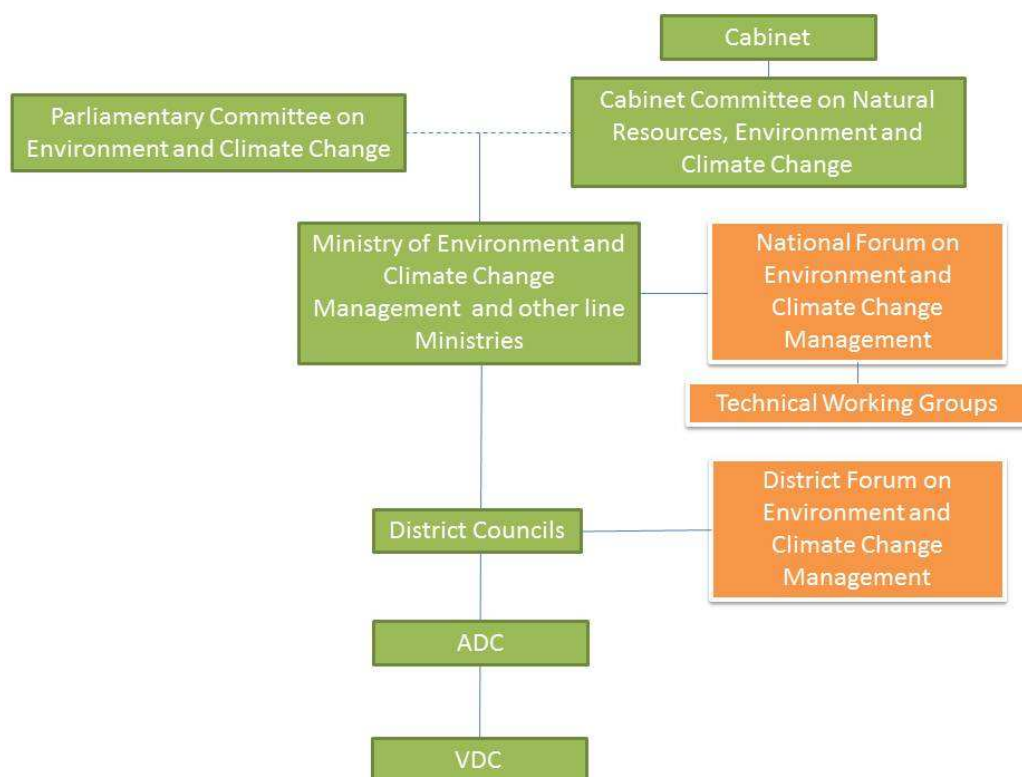 Cabinet
Parliamentary Committee on
Environment and Climate Change
Cabinet Committee on Natural
Resources, Environment and
Climate Change
Ministry of Environment and
Climate Change
Management and other line
Ministries
National Forum on
Environment and
Climate Change
Management
Technical Working Groups
District Councils
District Forum on
Environment and
Climate Change
Management
ADC
VDC